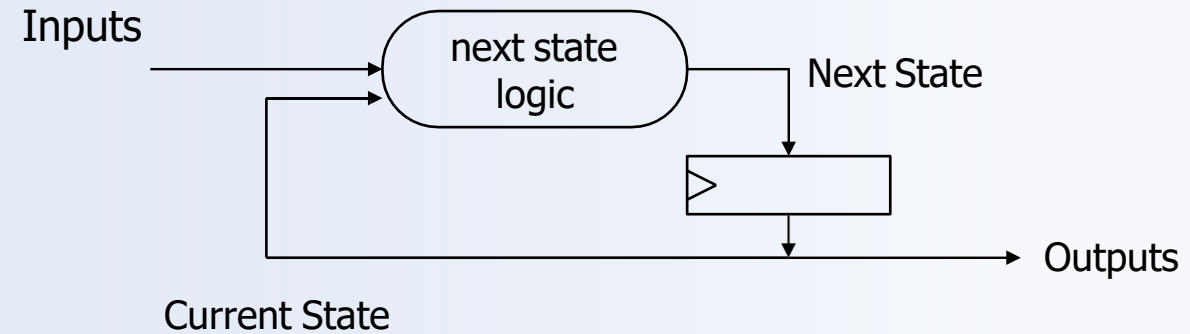 Inputs
next state
logic
Next State
Outputs
Current State